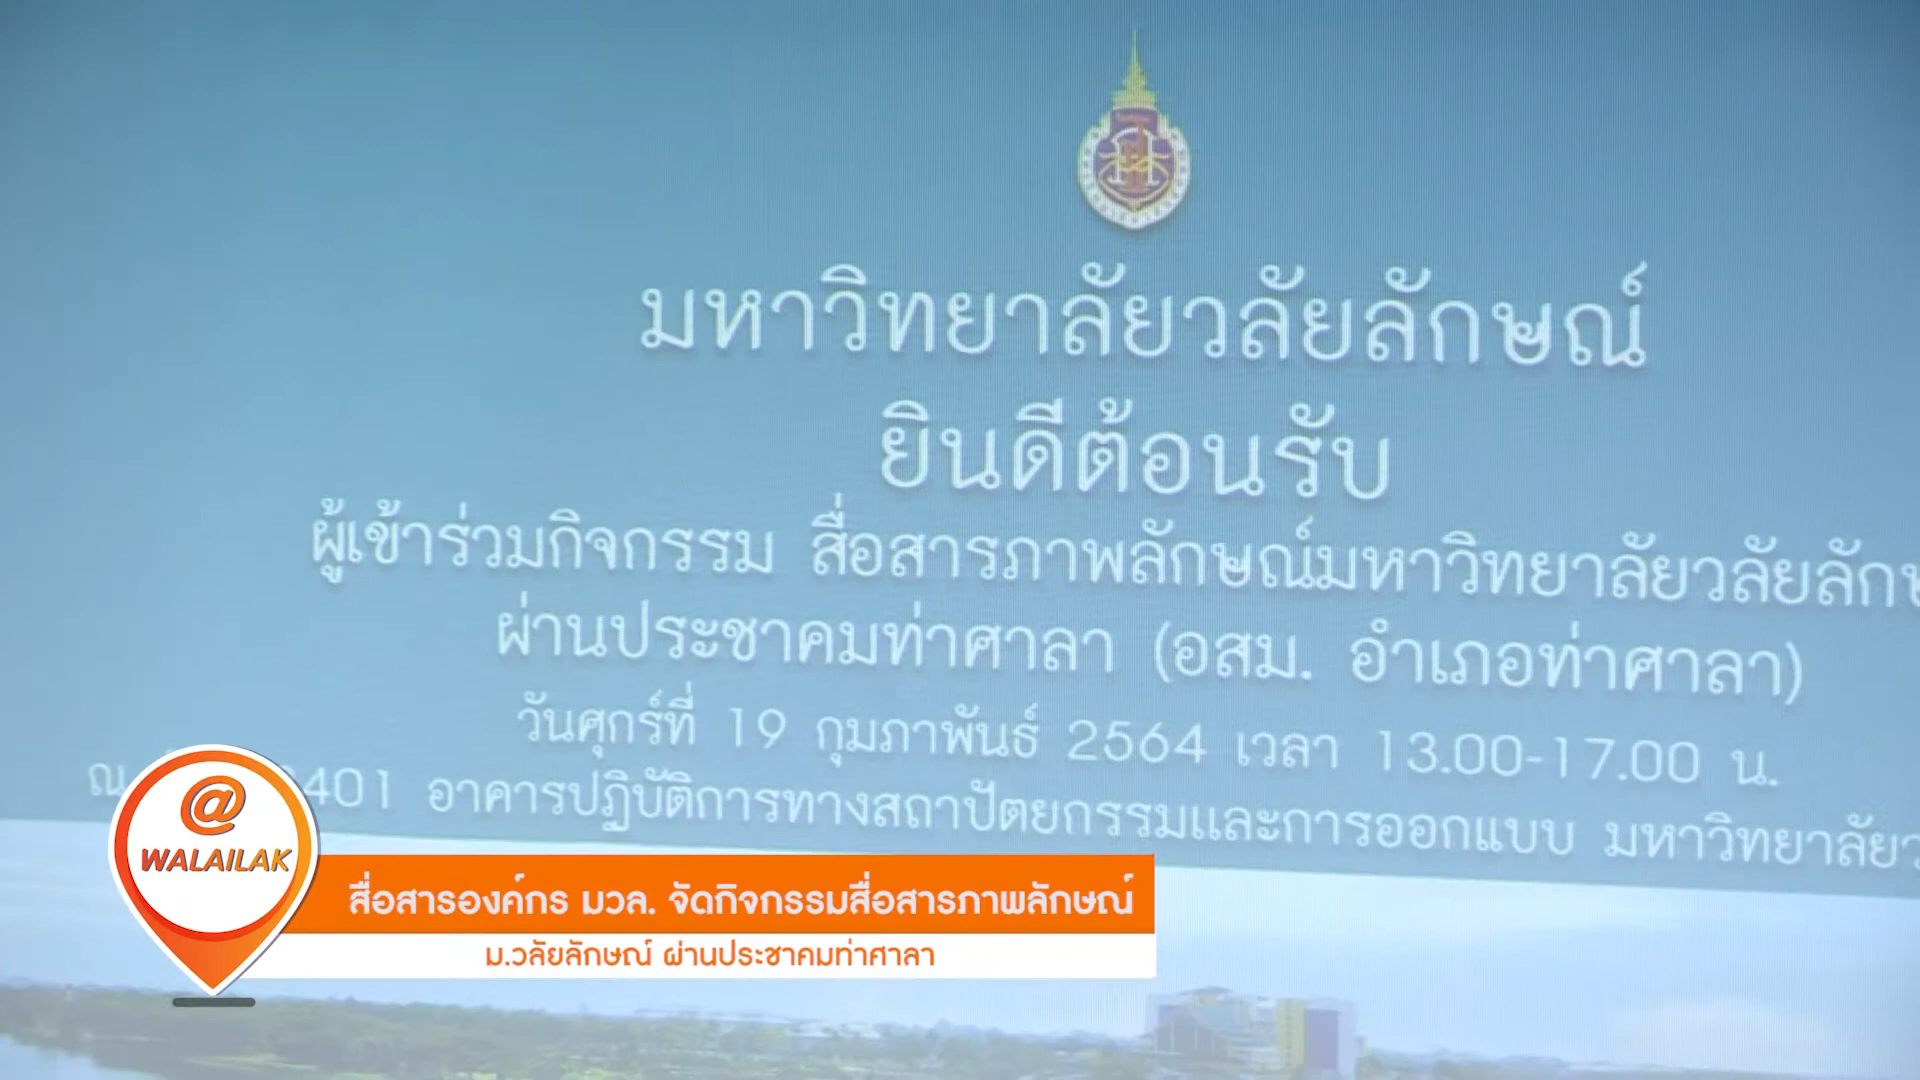 มหาวิทยาลัยวลัยลักษณ์
ยินดีต้อนรับ
ผู้เข้าร่วมกิจกรรม สื่อสารภาพลักษณ์มหาวิทยาลัยวลัยลัก
ผ่านประชาคมท่าศาลา (อสม. อำเภอท่าศาลา)
วันศุกร์ที่ 19 กุมภาพันธ์ 2564 เวลา 13.00-17.00 น.
ณ 401 อาคารปฏิบัติการทางสถาปัตยกรรมและการออกแบบ มหาวิทยาลัยว
@
WALAILAK
สื่อสารองค์กร มวล. จัดกิจกรรมสื่อสารภาพลักษณ์
ม.วลัยลักษณ์ ผ่านประชาคมท่าศาลา